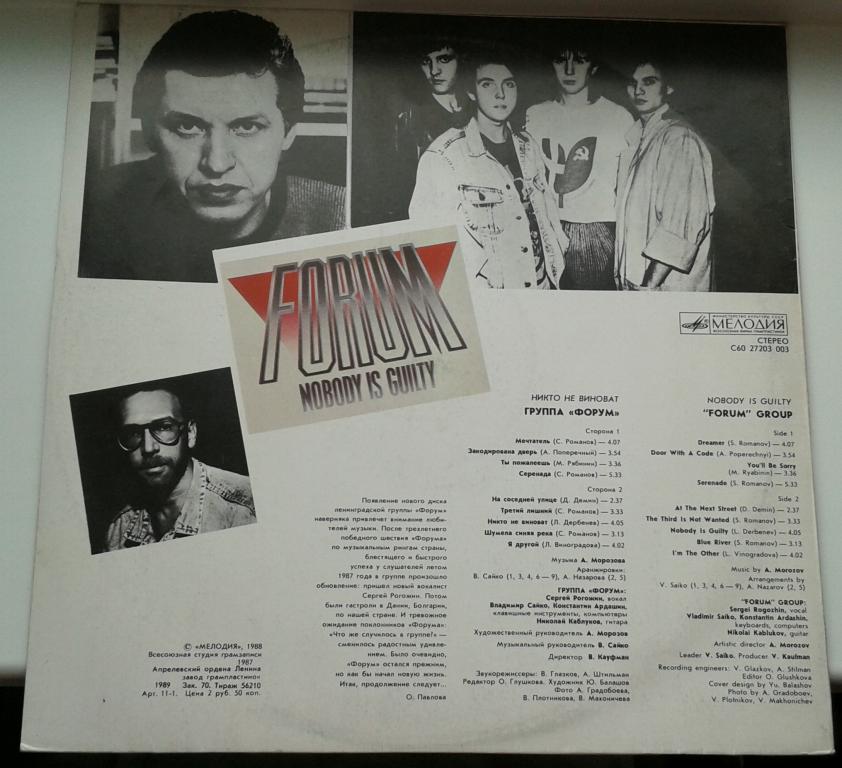 FORUM
NOBODY IS GUILTY
МИНИСТЕРСТВО КУЛЬТУРЫ СССР
МЕЛОДИЯ
ВСЕСОЮЗНАЯ ФИРМА ГРАМПЛАСТИНОК
СТЕРЕО
С60 27203 003
НИКТО НЕ ВИНОВАТ
ГРУППА «ФОРУМ»
Сторона 1
Мечтатель (С. Романов) — 4.07
Закодирована дверь (А. Поперечный) — 3.54
Ты пожалеешь (М. Рябинин) — 3.36
Серенада (С. Романов) — 5.33
Сторона 2
На соседней улице (Д. Демин) — 2.37
Третий лишний (С. Романов) — 3.33
Никто не виноват (Л. Дербенев) — 4.05
Шумела синяя река (С. Романов) — 3.13
Я другой (Л. Виноградова) — 4.02
Музыка А. Морозова
Аранжировки:
В. Сайко (1, 3, 4, 6—9), А. Назарова (2, 5)
ГРУППА «ФОРУМ»:
Сергей Рогожин, вокал
Владимир Сайко, Константин Ардашин,
клавишные инструменты, компьютеры
Николай Каблуков, гитара
Художественный руководитель А. Морозов
Музыкальный руководитель В. Сайко
Директор В. Кауфман
Звукорежиссеры: В. Глазков, А. Штильман
Редактор О. Глушкова. Художник Ю. Балашов
Фото А. Градобоева,
В. Плотникова, В. Махоничева
NOBODY IS GUILTY
"FORUM" GROUP
Side 1
Dreamer (S. Romanov) — 4.07
Door With A Code (A. Poperechnyi) — 3.54
You'll Be Sorry
(M. Ryabinin) — 3.36
Serenade (S. Romanov) — 5.33
Side 2
At The Next Street (D. Demin) — 2.37
The Third Is Not Wanted (S. Romanov) — 3.33
Nobody Is Guilty (L. Derbenev) — 4.05
Blue River (S. Romanov) — 3.13
I'm The Other (L. Vinogradova) — 4.02
Music by A. Morozov
Arrangements by
V. Saiko (1, 3, 4, 6—9), A. Nazarov (2, 5)
"FORUM" GROUP:
Sergei Rogozhin, vocal
Vladimir Saiko, Konstantin Ardashin,
keyboards, computers
Nikolai Kablukov, guitar
Artistic director A. Morozov
Leader V. Saiko. Producer V. Kaufman
Recording engineers: V. Glazkov, A. Shtilman
Editor O. Glushkova
Cover design by Yu. Balashov
Photo by A. Gradoboev,
V. Plotnikov, V. Makhonichev
Появление нового диска
ленинградской группы «Форум»
наверняка привлечет внимание люби-
телей музыки. После трехлетнего
победного шествия «Форума»
по музыкальным рингам страны,
блестящего и быстрого
успеха у слушателей летом
1987 года в группе произошло
обновление: пришел новый вокалист
Сергей Рогожин. Потом
были гастроли в Дании, Болгарии,
по нашей стране. И тревожное
ожидание поклонников «Форума»:
«Что же случилось в группе!» —
сменилось радостным удивле-
нием. Было очевидно,
«Форум» остался прежним,
но как бы начал новую жизнь.
Итак, продолжение следует...
О. Павлова
© «МЕЛОДИЯ», 1988
Всесоюзная студия грамзаписи
1987
Апрелевский ордена Ленина
завод грампластинок
1989 Зак. 70. Тираж 56210
Арт. 11-1. Цена 2 руб. 50 коп.